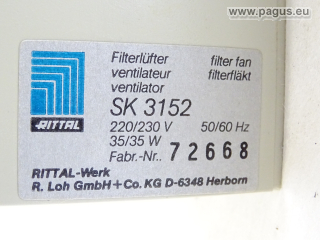 www.pagus.eu
RITTAL
Filterlüfter filter fan
ventilateur filterfläkt
ventilator
SK 3152
220/230 V 50/60 Hz
35/35 W
Fabr.-Nr.. 72668
RITTAL-Werk
R. Loh GmbH+Co. KG D-6348 Herborn